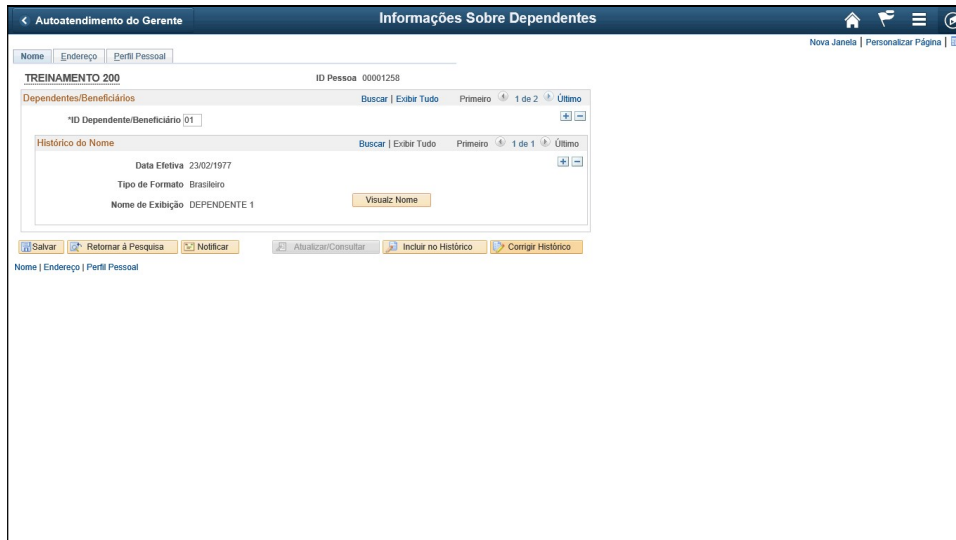 Autoatendimento do Gerente Informações Sobre Dependentes
Nova Janela | Personalizar Página |
Nome Endereço Perfil Pessoal
TREINAMENTO 200 ID Pessoa 00001258
Dependentes/Beneficiários Buscar | Exibir Tudo Primeiro 1 de 2 Último
*ID Dependente/Beneficiário 01
Histórico do Nome Buscar | Exibir Tudo Primeiro 1 de 1 Último
Data Efetiva 23/02/1977
Tipo de Formato Brasileiro
Nome de Exibição DEPENDENTE 1 Visualz Nome
Salvar Retornar à Pesquisa Notificar Atualizar/Consultar Incluir no Histórico Corrigir Histórico
Nome | Endereço | Perfil Pessoal